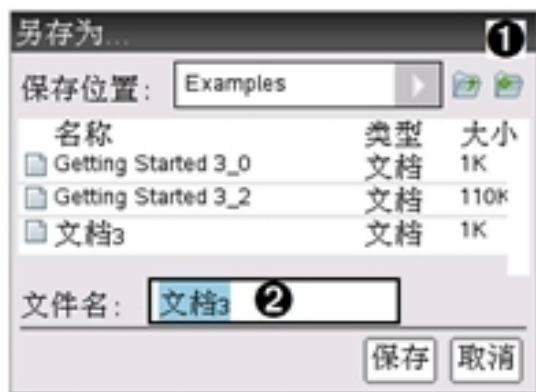 另存为...
❶
保存位置: Examples
名称 类型 大小
Getting Started 3_0 文档 1K
Getting Started 3_2 文档 110K
文档3 文档 1K
文件名: 文档3 ❷
保存 取消